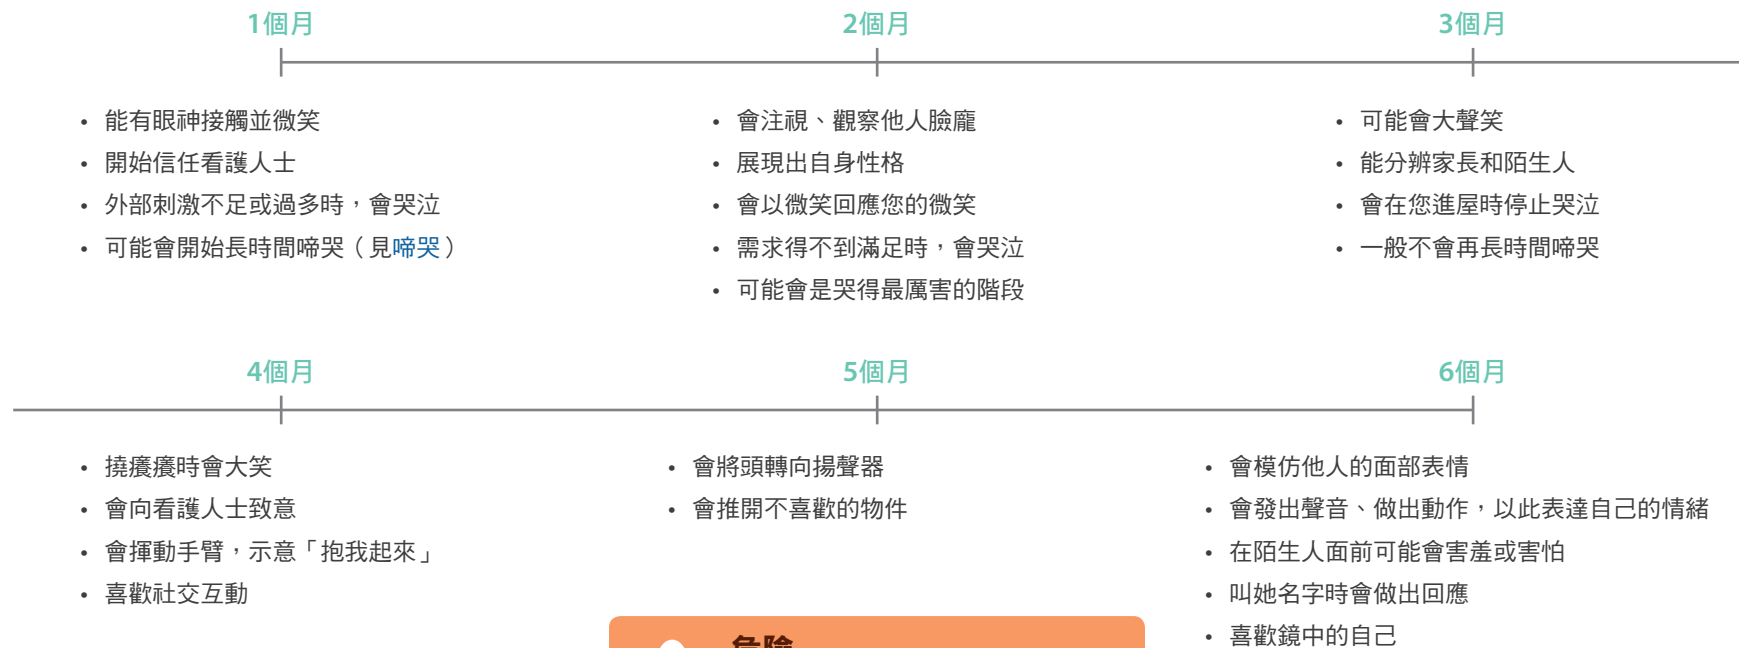 1個月
• 能有眼神接觸並微笑
• 開始信任看護人士
• 外部刺激不足或過多時，會哭泣
• 可能會開始長時間啼哭（見啼哭）
2個月
• 會注視、觀察他人臉龐
• 展現出自身性格
• 會以微笑回應您的微笑
• 需求得不到滿足時，會哭泣
• 可能會是哭得最厲害的階段
3個月
• 可能會大聲笑
• 能分辨家長和陌生人
• 會在您進屋時停止哭泣
• 一般不會再長時間啼哭
4個月
• 撓癢癢時會大笑
• 會向看護人士致意
• 會揮動手臂，示意「抱我起來」
• 喜歡社交互動
5個月
• 會將頭轉向揚聲器
• 會推開不喜歡的物件
6個月
• 會模仿他人的面部表情
• 會發出聲音、做出動作，以此表達自己的情緒
• 在陌生人面前可能會害羞或害怕
• 叫她名字時會做出回應
• 喜歡鏡中的自己
危險